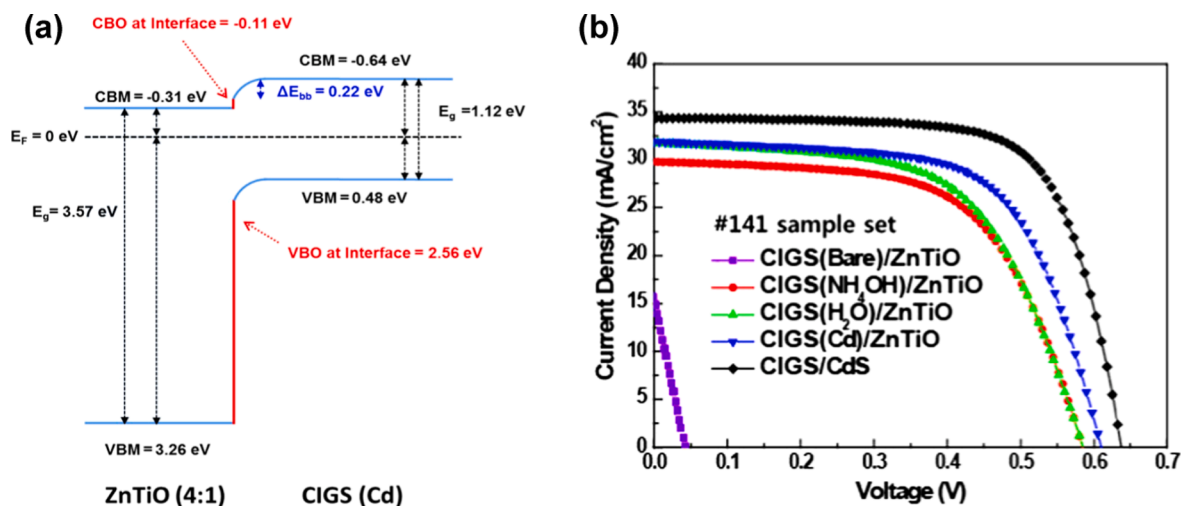 (a)
CBO at Interface = -0.11 eV
CBM = -0.64 eV
CBM= -0.31 eV
ΔEbb = 0.22 eV
Eg =1.12 eV
EF = 0 eV
Eg= 3.57 eV
VBM= 0.48 eV
VBO at Interface = 2.56 eV
VBM= 3.26 eV
ZnTiO (4:1)
CIGS (Cd)
(b)
Current Density (mA/cm²)
40
35
30
25
20
15
10
5
0
#141 sample set
CIGS(Bare)/ZnTiO
CIGS(NH4OH)/ZnTiO
CIGS(H2O)/ZnTiO
CIGS(Cd)/ZnTiO
CIGS/CdS
0.0 0.1 0.2 0.3 0.4 0.5 0.6 0.7
Voltage (V)